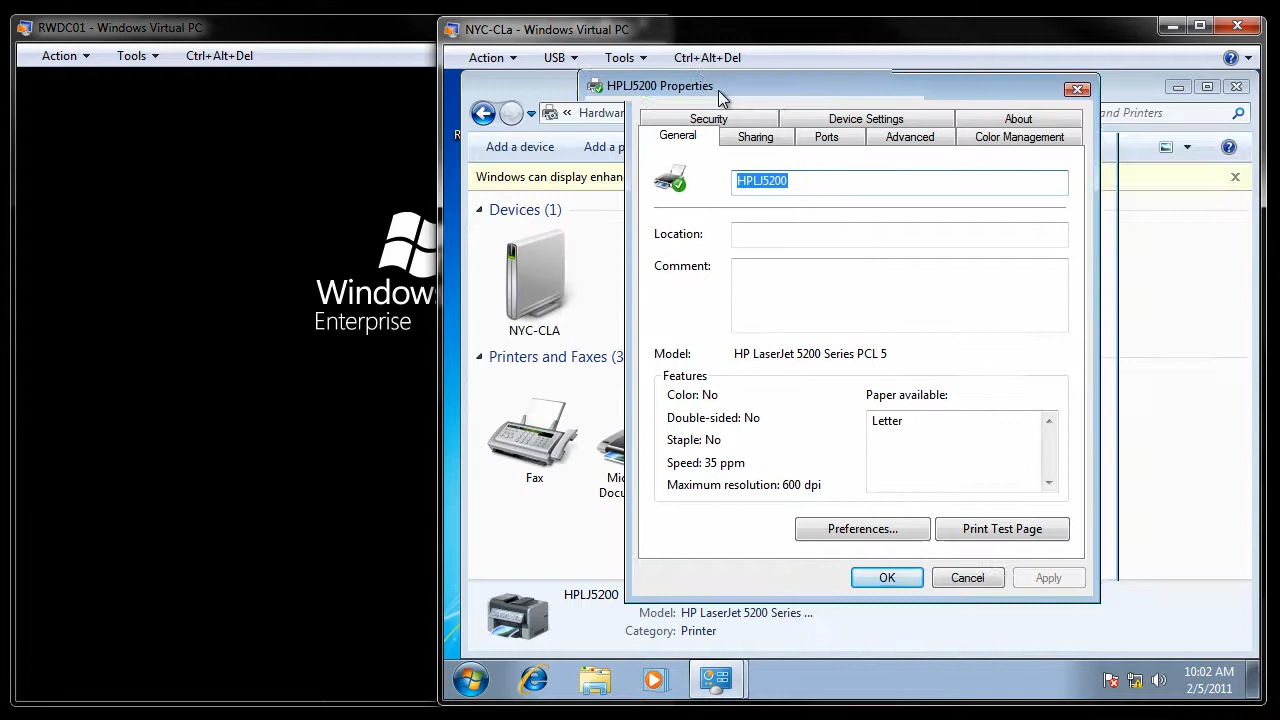 RWDC01 - Windows Virtual PC
Action
Tools
Ctrl+Alt+Del
Windows
Enterprise
NYC-CLa - Windows Virtual PC
Action
USB
Tools
Ctrl+Alt+Del
Hardwa
and Printers
Add a device
Add a p
Windows can display enhan
Devices (1)
NYC-CLA
Printers and Faxes (3
Fax
Mic
Docu
HPLJ5200 Properties
Security
Device Settings
About
General
Sharing
Ports
Advanced
Color Management
HPLJ5200
Location:
Comment:
Model:
HP LaserJet 5200 Series PCL 5
Features
Color: No
Double-sided: No
Staple: No
Speed: 35 ppm
Maximum resolution: 600 dpi
Paper available:
Letter
Preferences...
Print Test Page
OK
Cancel
Apply
HPLJ5200
Model: HP LaserJet 5200 Series ...
Category: Printer
10:02 AM
2/5/2011